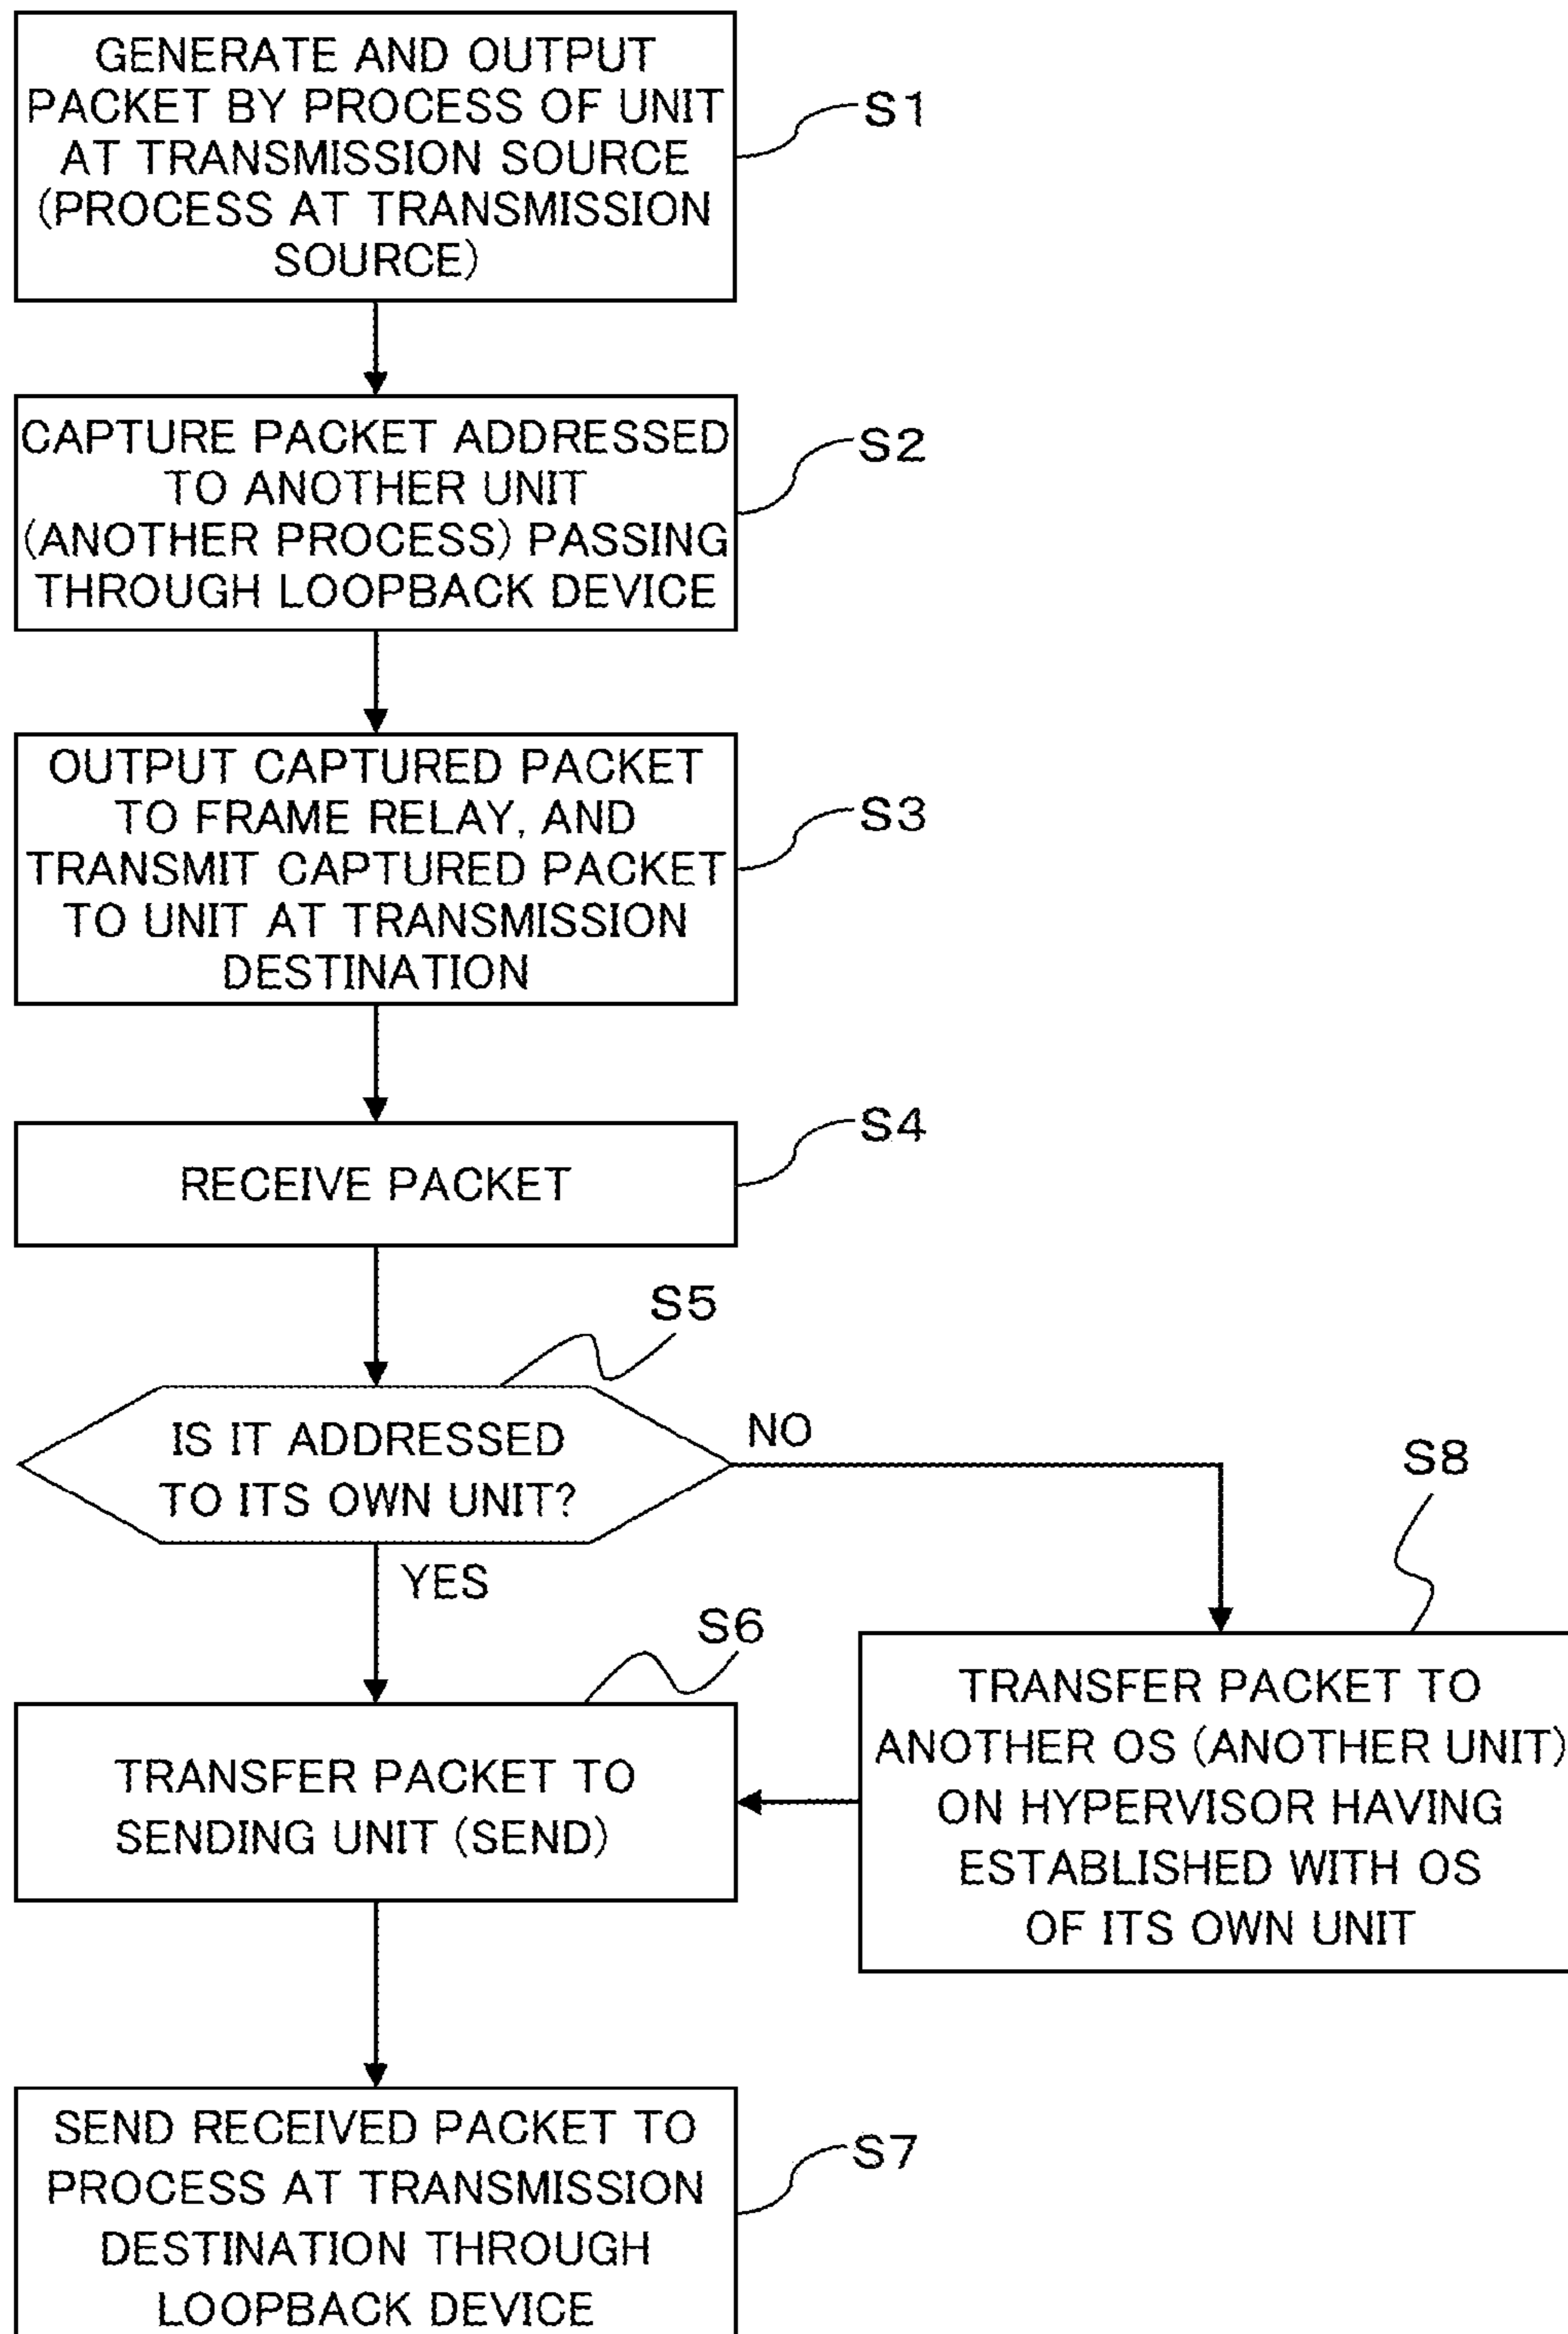 GENERATE AND OUTPUT
PACKET BY PROCESS OF UNIT
AT TRANSMISSION SOURCE
(PROCESS AT TRANSMISSION
SOURCE)
S1
CAPTURE PACKET ADDRESSED
TO ANOTHER UNIT
(ANOTHER PROCESS) PASSING
THROUGH LOOPBACK DEVICE
S2
OUTPUT CAPTURED PACKET
TO FRAME RELAY, AND
TRANSMIT CAPTURED PACKET
TO UNIT AT TRANSMISSION
DESTINATION
S3
RECEIVE PACKET
S4
S5
IS IT ADDRESSED
TO ITS OWN UNIT?
NO
YES
S8
TRANSFER PACKET TO
ANOTHER OS (ANOTHER UNIT)
ON HYPERVISOR HAVING
ESTABLISHED WITH OS
OF ITS OWN UNIT
S6
TRANSFER PACKET TO
SENDING UNIT (SEND)
SEND RECEIVED PACKET TO
PROCESS AT TRANSMISSION
DESTINATION THROUGH
LOOPBACK DEVICE
S7